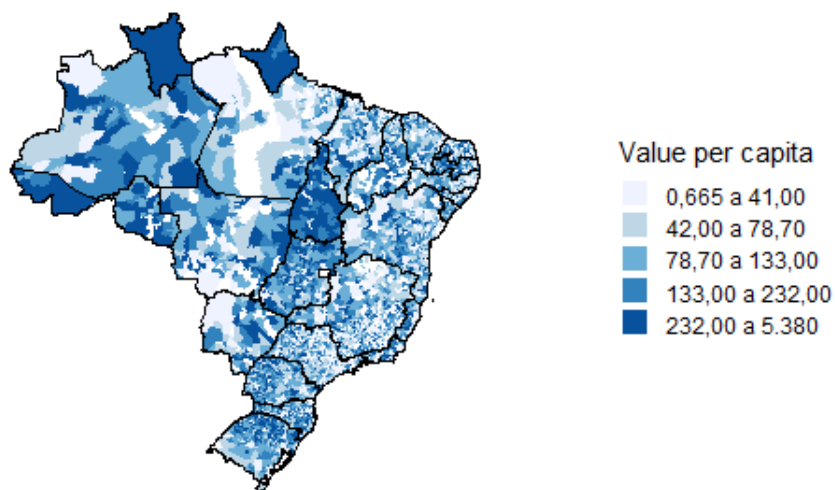 Value per capita
0,665 a 41,00
42,00 a 78,70
78,70 a 133,00
133,00 a 232,00
232,00 a 5.380